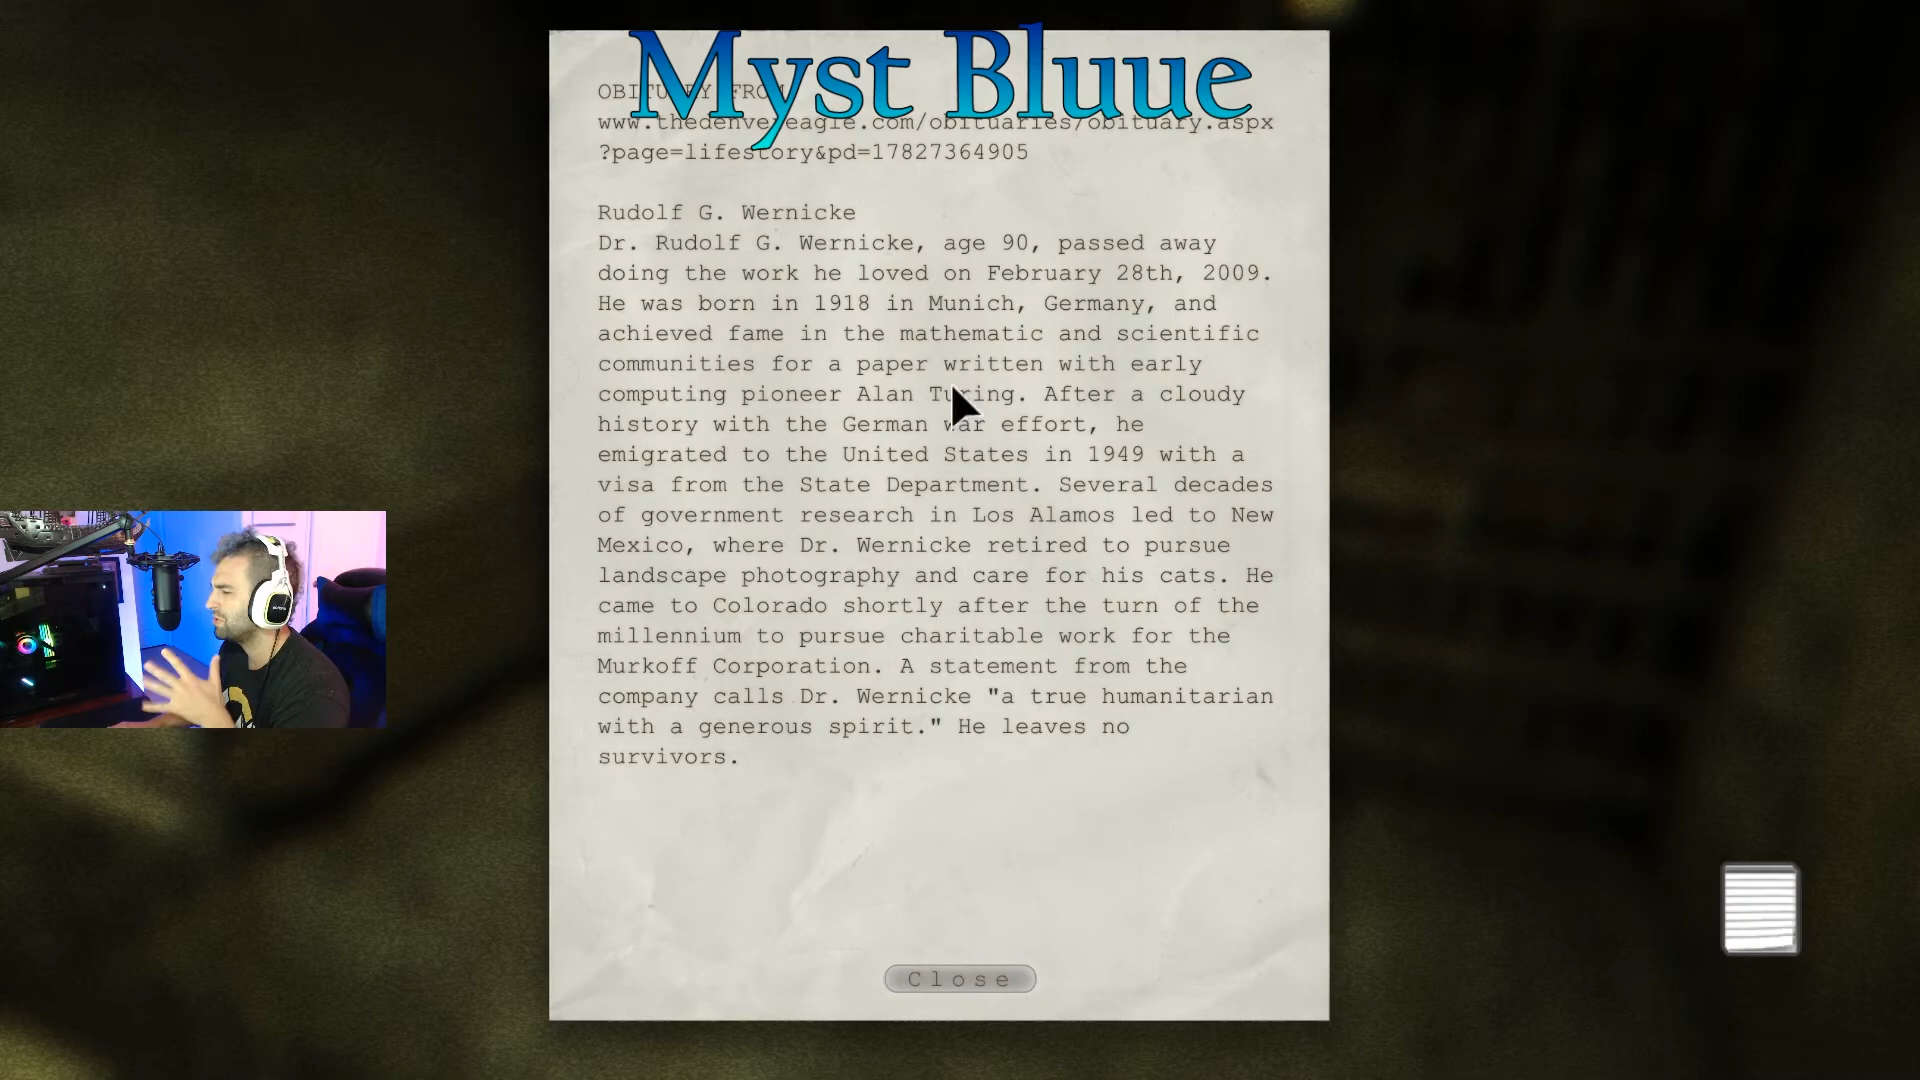 Myst Bluue
OBITUARY FROM
www.thedenvereagle.com/obituaries/obituary.aspx
?page=lifestory&pd=17827364905
Rudolf G. Wernicke
Dr. Rudolf G. Wernicke, age 90, passed away
doing the work he loved on February 28th, 2009.
He was born in 1918 in Munich, Germany, and
achieved fame in the mathematic and scientific
communities for a paper written with early
computing pioneer Alan Turing. After a cloudy
history with the German war effort, he
emigrated to the United States in 1949 with a
visa from the State Department. Several decades
of government research in Los Alamos led to New
Mexico, where Dr. Wernicke retired to pursue
landscape photography and care for his cats. He
came to Colorado shortly after the turn of the
millennium to pursue charitable work for the
Murkoff Corporation. A statement from the
company calls Dr. Wernicke "a true humanitarian
with a generous spirit." He leaves no
survivors.
Close